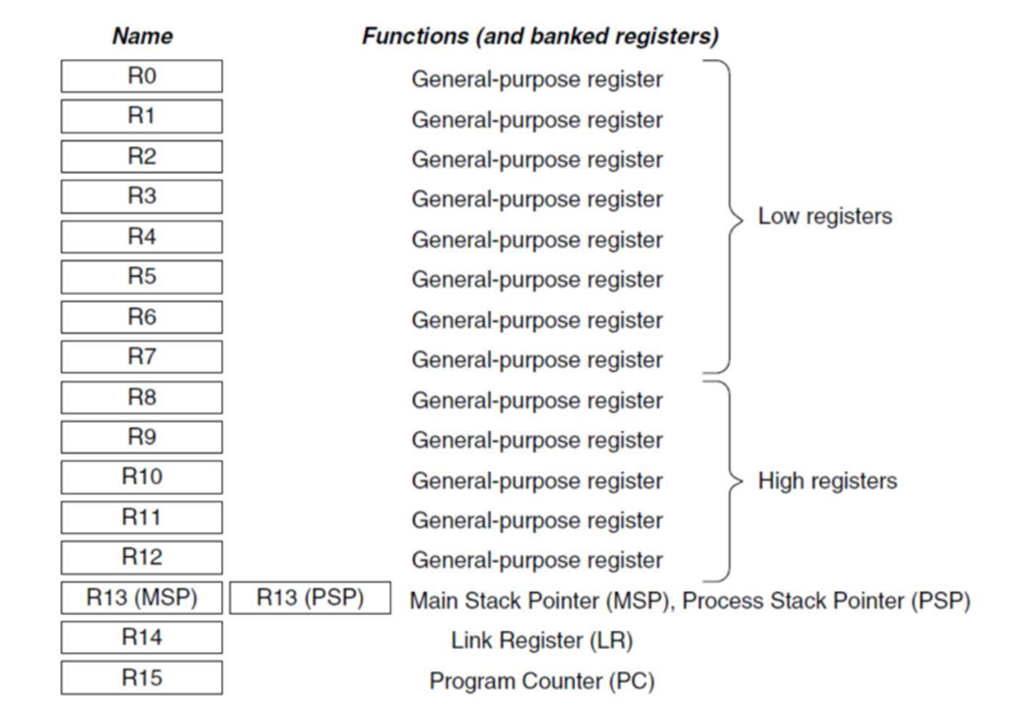 Name Functions (and banked registers)
R0 General-purpose register
R1 General-purpose register
R2 General-purpose register
R3 General-purpose register
Low registers
R4 General-purpose register
R5 General-purpose register
R6 General-purpose register
R7 General-purpose register
R8 General-purpose register
R9 General-purpose register
R10 General-purpose register
High registers
R11 General-purpose register
R12 General-purpose register
R13 (MSP) R13 (PSP) Main Stack Pointer (MSP), Process Stack Pointer (PSP)
R14 Link Register (LR)
R15 Program Counter (PC)